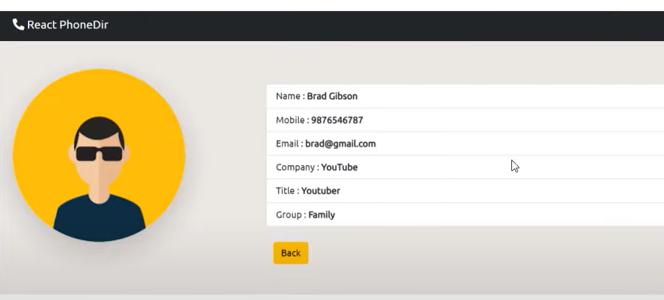 React PhoneDir
Name : Brad Gibson
Mobile : 9876546787
Email : brad@gmail.com
Company : YouTube
Title : Youtuber
Group : Family
Back